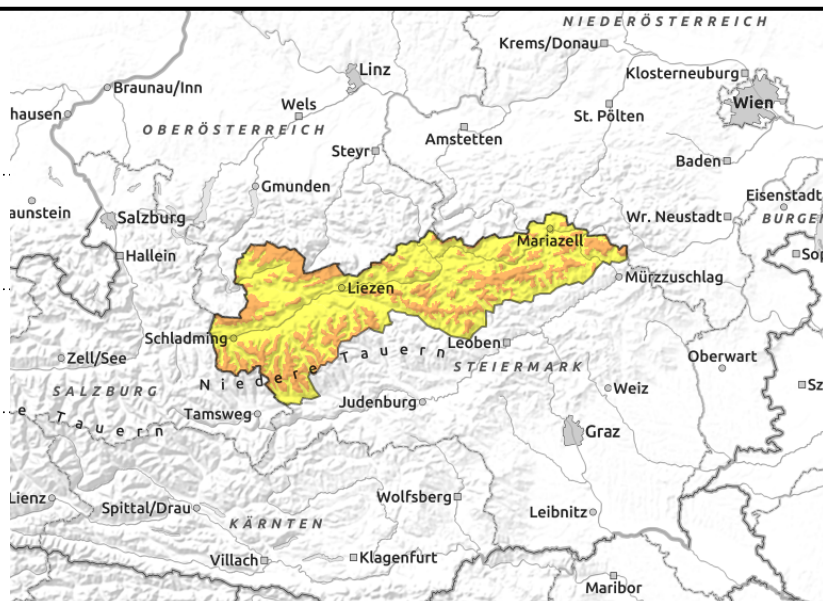 NIEDERÖSTERREICH
Krems/Donau
Linz
Klosterneuburg
Braunau/Inn
Wien
hausen
Wels
St. Pölten
OBERÖSTERREICH
Amstetten
Steyr
Baden
Gmunden
Eisenstadt
aunstein
Salzburg
Wr. Neustadt
BURGEN
Mariazell
Hallein
Sop
Mürzzuschlag
Liezen
Schladming
Leoben
Zell/See
Niedere Tauern
Oberwart
STEIERMARK
SALZBURG
Weiz
Sz
Judenburg
Tamsweg
e Tauern
Graz
Wolfsberg
Lienz
Spittal/Drau
Leibnitz
KÄRNTEN
Villach
Klagenfurt
Maribor